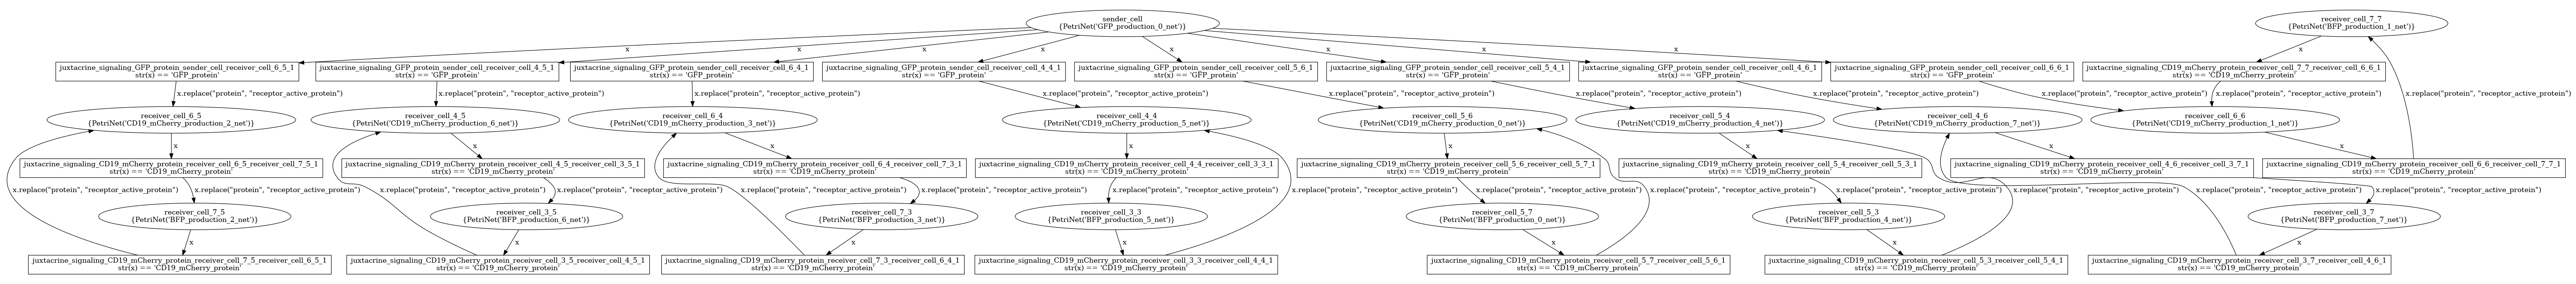 sender_cell
{PetriNet('GFP_production_0_net')}
receiver_cell_7_7
{PetriNet('BFP_production_1_net')}
x
x
x
x
x
x
x
x
x
juxtacrine_signaling_GFP_protein_sender_cell_receiver_cell_6_5_1
str(x) == 'GFP_protein'
juxtacrine_signaling_GFP_protein_sender_cell_receiver_cell_4_5_1
str(x) == 'GFP_protein'
juxtacrine_signaling_GFP_protein_sender_cell_receiver_cell_6_4_1
str(x) == 'GFP_protein'
juxtacrine_signaling_GFP_protein_sender_cell_receiver_cell_4_4_1
str(x) == 'GFP_protein'
juxtacrine_signaling_GFP_protein_sender_cell_receiver_cell_5_6_1
str(x) == 'GFP_protein'
juxtacrine_signaling_GFP_protein_sender_cell_receiver_cell_5_4_1
str(x) == 'GFP_protein'
juxtacrine_signaling_GFP_protein_sender_cell_receiver_cell_4_6_1
str(x) == 'GFP_protein'
juxtacrine_signaling_GFP_protein_sender_cell_receiver_cell_6_6_1
str(x) == 'GFP_protein'
juxtacrine_signaling_CD19_mCherry_protein_receiver_cell_7_7_receiver_cell_6_6_1
str(x) == 'CD19_mCherry_protein'
x.replace("protein", "receptor_active_protein")
x.replace("protein", "receptor_active_protein")
x.replace("protein", "receptor_active_protein")
x.replace("protein", "receptor_active_protein")
x.replace("protein", "receptor_active_protein")
x.replace("protein", "receptor_active_protein")
x.replace("protein", "receptor_active_protein")
x.replace("protein", "receptor_active_protein")
x.replace("protein", "receptor_active_protein")
x.replace("protein", "receptor_active_protein")
receiver_cell_6_5
{PetriNet('CD19_mCherry_production_2_net')}
receiver_cell_4_5
{PetriNet('CD19_mCherry_production_6_net')}
receiver_cell_6_4
{PetriNet('CD19_mCherry_production_3_net')}
receiver_cell_4_4
{PetriNet('CD19_mCherry_production_5_net')}
receiver_cell_5_6
{PetriNet('CD19_mCherry_production_0_net')}
receiver_cell_5_4
{PetriNet('CD19_mCherry_production_4_net')}
receiver_cell_4_6
{PetriNet('CD19_mCherry_production_7_net')}
receiver_cell_6_6
{PetriNet('CD19_mCherry_production_1_net')}
x
x
x
x
x
x
x
x
juxtacrine_signaling_CD19_mCherry_protein_receiver_cell_6_5_receiver_cell_7_5_1
str(x) == 'CD19_mCherry_protein'
juxtacrine_signaling_CD19_mCherry_protein_receiver_cell_4_5_receiver_cell_3_5_1
str(x) == 'CD19_mCherry_protein'
juxtacrine_signaling_CD19_mCherry_protein_receiver_cell_6_4_receiver_cell_7_3_1
str(x) == 'CD19_mCherry_protein'
juxtacrine_signaling_CD19_mCherry_protein_receiver_cell_4_4_receiver_cell_3_3_1
str(x) == 'CD19_mCherry_protein'
juxtacrine_signaling_CD19_mCherry_protein_receiver_cell_5_6_receiver_cell_5_7_1
str(x) == 'CD19_mCherry_protein'
juxtacrine_signaling_CD19_mCherry_protein_receiver_cell_5_4_receiver_cell_5_3_1
str(x) == 'CD19_mCherry_protein'
juxtacrine_signaling_CD19_mCherry_protein_receiver_cell_4_6_receiver_cell_3_7_1
str(x) == 'CD19_mCherry_protein'
juxtacrine_signaling_CD19_mCherry_protein_receiver_cell_6_6_receiver_cell_7_7_1
str(x) == 'CD19_mCherry_protein'
x.replace("protein", "receptor_active_protein")
x.replace("protein", "receptor_active_protein")
x.replace("protein", "receptor_active_protein")
x.replace("protein", "receptor_active_protein")
x.replace("protein", "receptor_active_protein")
x.replace("protein", "receptor_active_protein")
x.replace("protein", "receptor_active_protein")
x.replace("protein", "receptor_active_protein")
x.replace("protein", "receptor_active_protein")
x.replace("protein", "receptor_active_protein")
x.replace("protein", "receptor_active_protein")
x.replace("protein", "receptor_active_protein")
x.replace("protein", "receptor_active_protein")
x.replace("protein", "receptor_active_protein")
receiver_cell_7_5
{PetriNet('BFP_production_2_net')}
receiver_cell_3_5
{PetriNet('BFP_production_6_net')}
receiver_cell_7_3
{PetriNet('BFP_production_3_net')}
receiver_cell_3_3
{PetriNet('BFP_production_5_net')}
receiver_cell_5_7
{PetriNet('BFP_production_0_net')}
receiver_cell_5_3
{PetriNet('BFP_production_4_net')}
receiver_cell_3_7
{PetriNet('BFP_production_7_net')}
x
x
x
x
x
x
x
juxtacrine_signaling_CD19_mCherry_protein_receiver_cell_7_5_receiver_cell_6_5_1
str(x) == 'CD19_mCherry_protein'
juxtacrine_signaling_CD19_mCherry_protein_receiver_cell_3_5_receiver_cell_4_5_1
str(x) == 'CD19_mCherry_protein'
juxtacrine_signaling_CD19_mCherry_protein_receiver_cell_7_3_receiver_cell_6_4_1
str(x) == 'CD19_mCherry_protein'
juxtacrine_signaling_CD19_mCherry_protein_receiver_cell_3_3_receiver_cell_4_4_1
str(x) == 'CD19_mCherry_protein'
juxtacrine_signaling_CD19_mCherry_protein_receiver_cell_5_7_receiver_cell_5_6_1
str(x) == 'CD19_mCherry_protein'
juxtacrine_signaling_CD19_mCherry_protein_receiver_cell_5_3_receiver_cell_5_4_1
str(x) == 'CD19_mCherry_protein'
juxtacrine_signaling_CD19_mCherry_protein_receiver_cell_3_7_receiver_cell_4_6_1
str(x) == 'CD19_mCherry_protein'